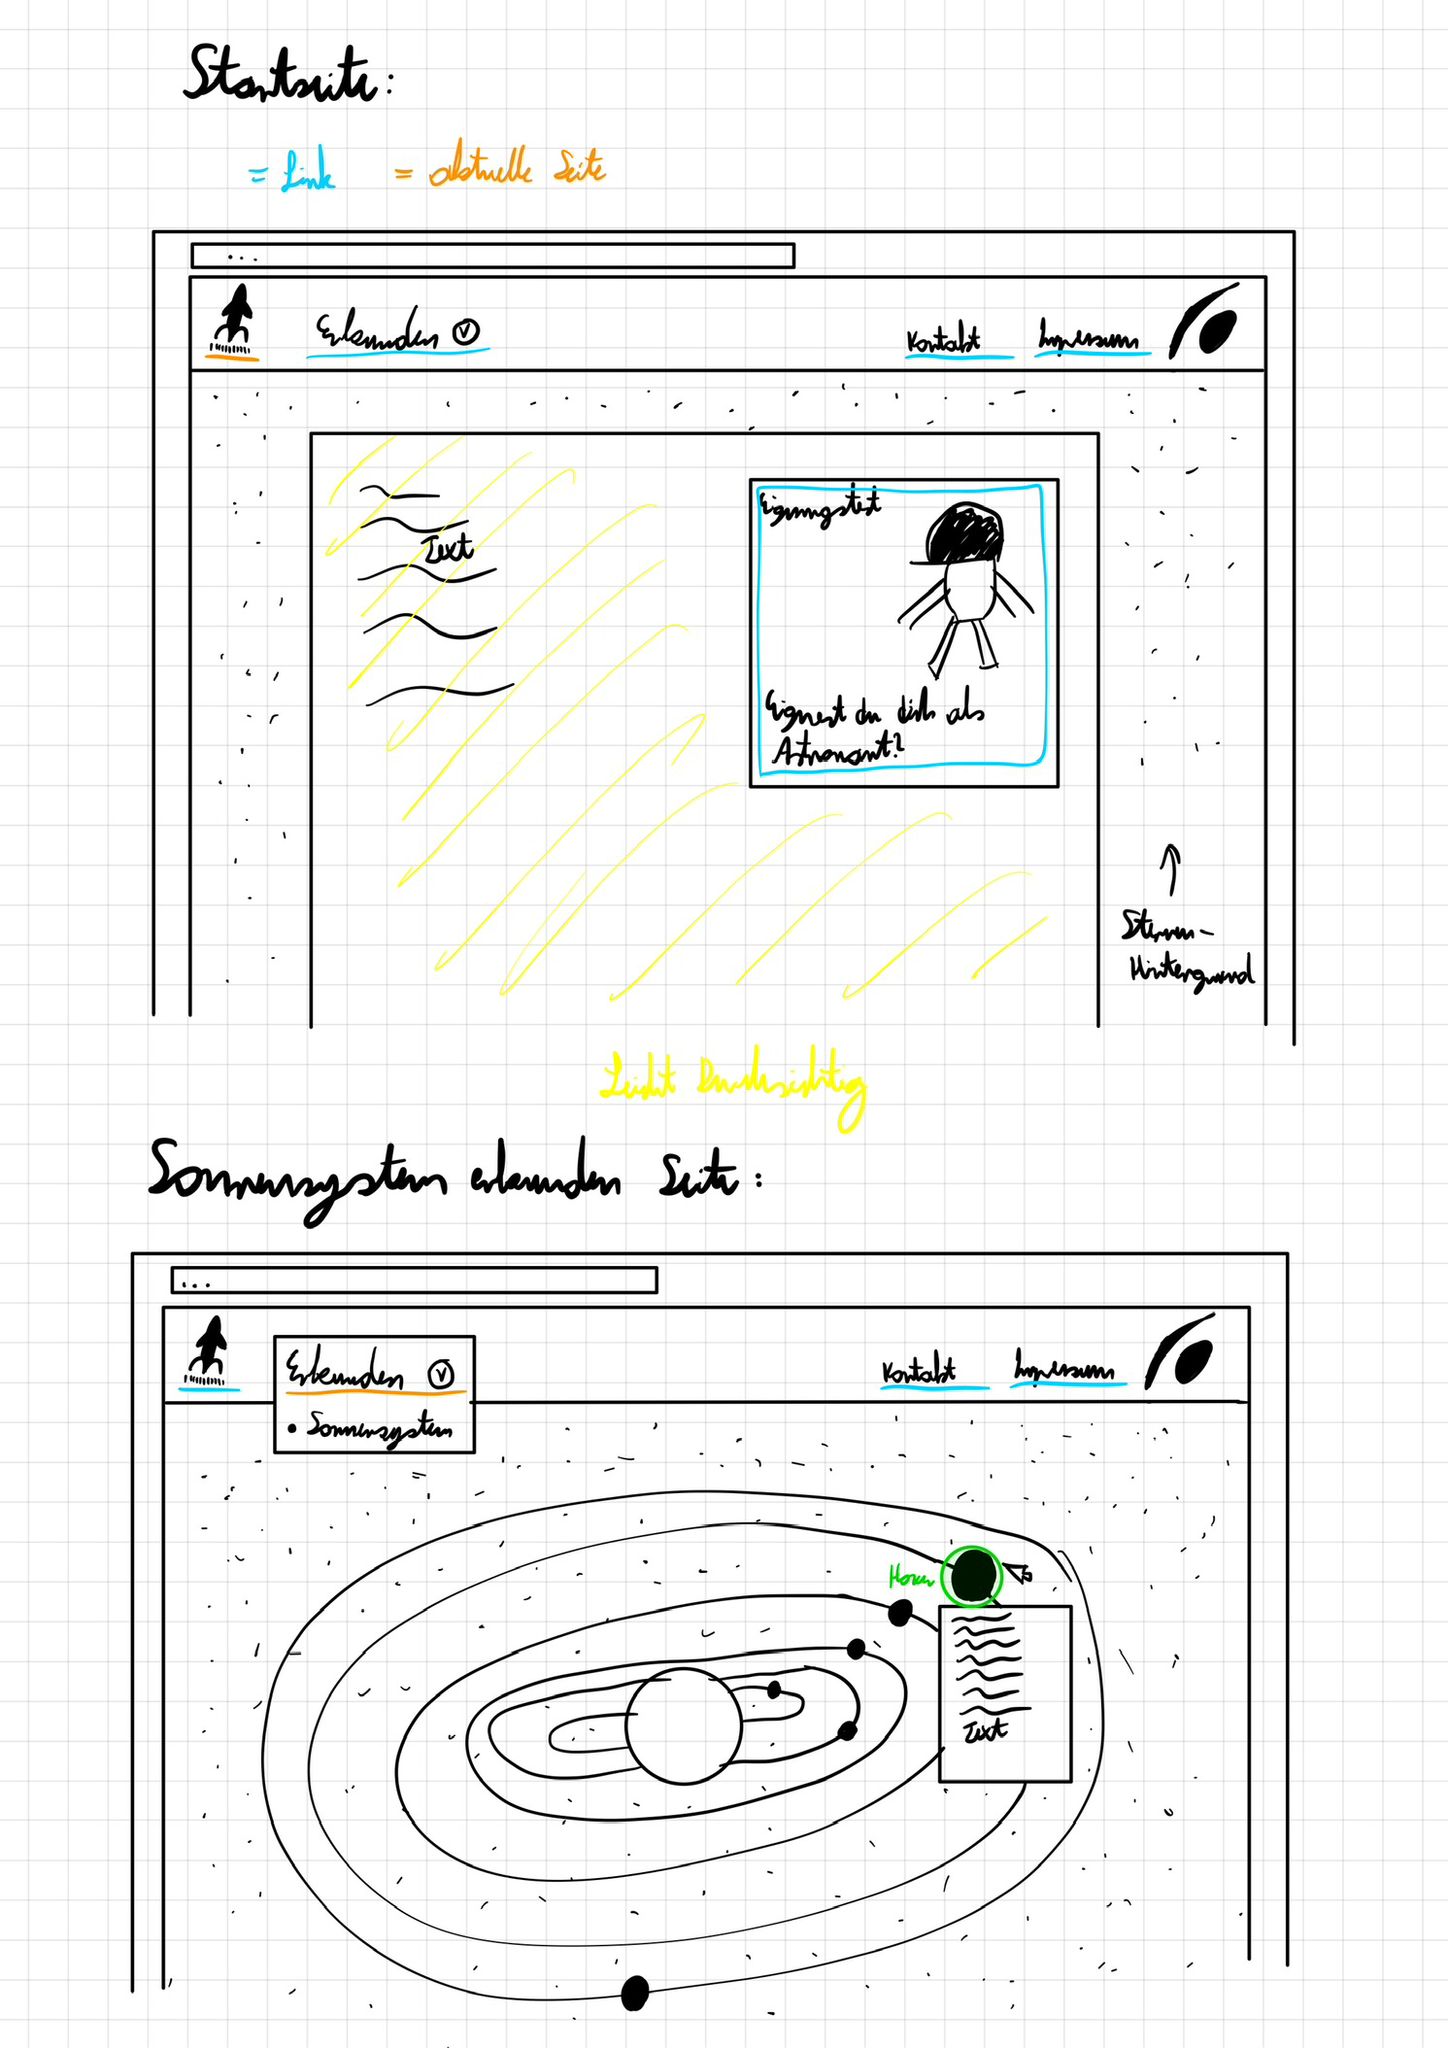 Startseite:
= Link = aktuelle Seite
...
Erkunden v Kontakt Impressum
Text
Eignungstest
Eignest du dich als
Astronaut?
Sternen-
Hintergrund
Leicht Durchsichtig
Sonnensystem erkunden Seite:
...
Erkunden v Kontakt Impressum
• Sonnensystem
Hover
Text